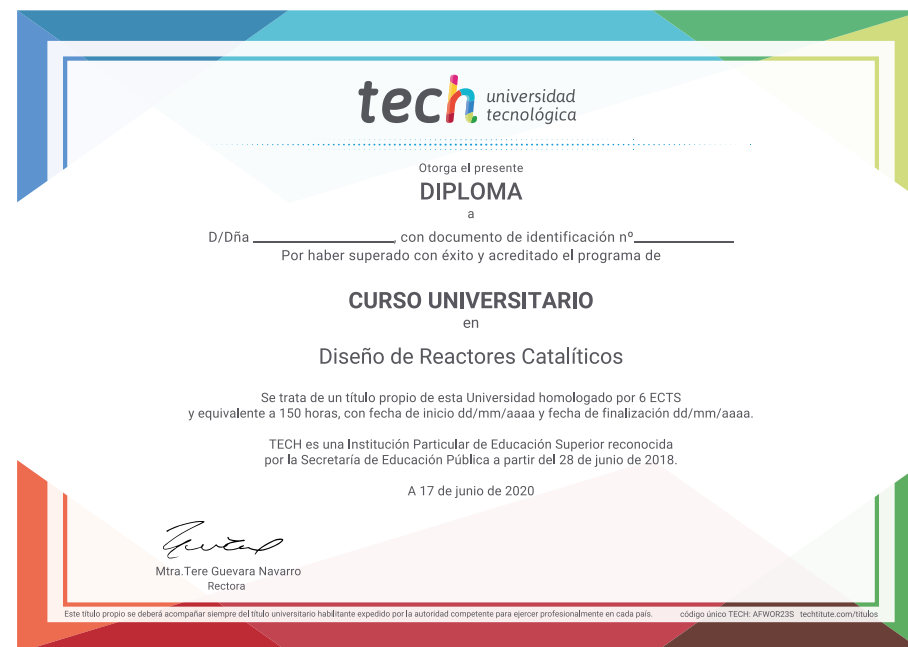 tech universidad
tecnológica
Otorga el presente
DIPLOMA
a
D/Dña ____________, con documento de identificación nº____________
Por haber superado con éxito y acreditado el programa de
CURSO UNIVERSITARIO
en
Diseño de Reactores Catalíticos
Se trata de un título propio de esta Universidad homologado por 6 ECTS
y equivalente a 150 horas, con fecha de inicio dd/mm/aaaa y fecha de finalización dd/mm/aaaa.
TECH es una Institución Particular de Educación Superior reconocida
por la Secretaría de Educación Pública a partir del 28 de junio de 2018.
A 17 de junio de 2020
Mtra.Tere Guevara Navarro
Rectora
Este título propio se deberá acompañar siempre del título universitario habilitante expedido por la autoridad competente para ejercer profesionalmente en cada país. código único TECH: AFWOR23S techtitute.com/títulos